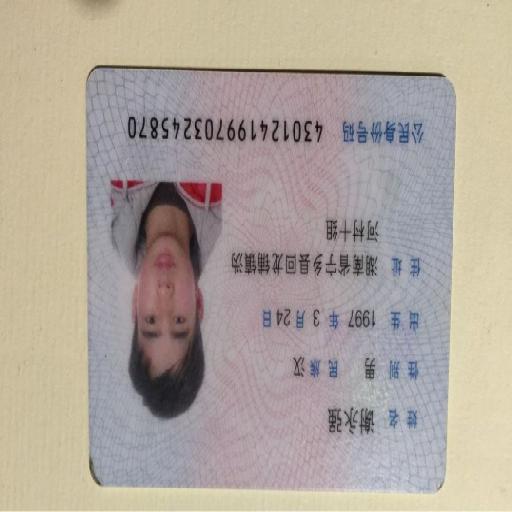 姓名 谢永强
性别 男 民族 汉
出生 1997 年 3 月 24 日
住址 湖南省宁乡县回龙铺镇沩
河村十组
公民身份号码 430124199703245870